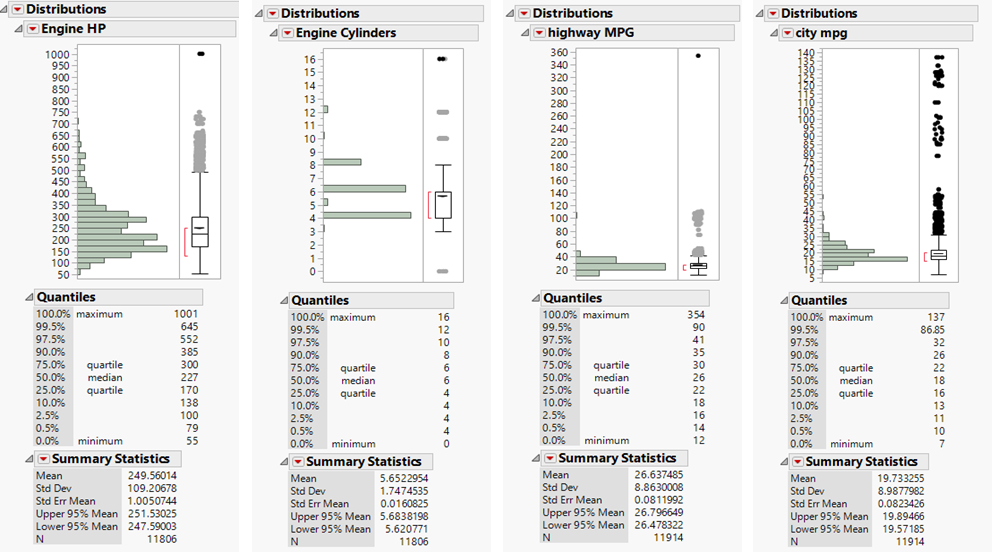 Distributions
Engine HP
1000
950
900
850
800
750
700
650
600
550
500
450
400
350
300
250
200
150
100
50
Quantiles
100.0% maximum 1001
99.5% 645
97.5% 552
90.0% 385
75.0% quartile 300
50.0% median 227
25.0% quartile 170
10.0% 138
2.5% 100
0.5% 79
0.0% minimum 55
Summary Statistics
Mean 249.56014
Std Dev 109.20678
Std Err Mean 1.0050744
Upper 95% Mean 251.53025
Lower 95% Mean 247.59003
N 11806
Distributions
Engine Cylinders
16
15
14
13
12
11
10
9
8
7
6
5
4
3
2
1
0
Quantiles
100.0% maximum 16
99.5% 12
97.5% 10
90.0% 8
75.0% quartile 6
50.0% median 6
25.0% quartile 4
10.0% 4
2.5% 4
0.5% 4
0.0% minimum 0
Summary Statistics
Mean 5.6522954
Std Dev 1.7474535
Std Err Mean 0.0160825
Upper 95% Mean 5.6838198
Lower 95% Mean 5.620771
N 11806
Distributions
highway MPG
360
340
320
300
280
260
240
220
200
180
160
140
120
100
80
60
40
20
Quantiles
100.0% maximum 354
99.5% 90
97.5% 41
90.0% 35
75.0% quartile 30
50.0% median 26
25.0% quartile 22
10.0% 18
2.5% 16
0.5% 14
0.0% minimum 12
Summary Statistics
Mean 26.637485
Std Dev 8.8630008
Std Err Mean 0.0811992
Upper 95% Mean 26.796649
Lower 95% Mean 26.478322
N 11914
Distributions
city mpg
140
135
130
125
120
115
110
105
100
95
90
85
80
75
70
65
60
55
50
45
40
35
30
25
20
15
10
5
Quantiles
100.0% maximum 137
99.5% 86.85
97.5% 32
90.0% 26
75.0% quartile 22
50.0% median 18
25.0% quartile 16
10.0% 13
2.5% 11
0.5% 10
0.0% minimum 7
Summary Statistics
Mean 19.733255
Std Dev 8.9877982
Std Err Mean 0.0823426
Upper 95% Mean 19.89466
Lower 95% Mean 19.57185
N 11914